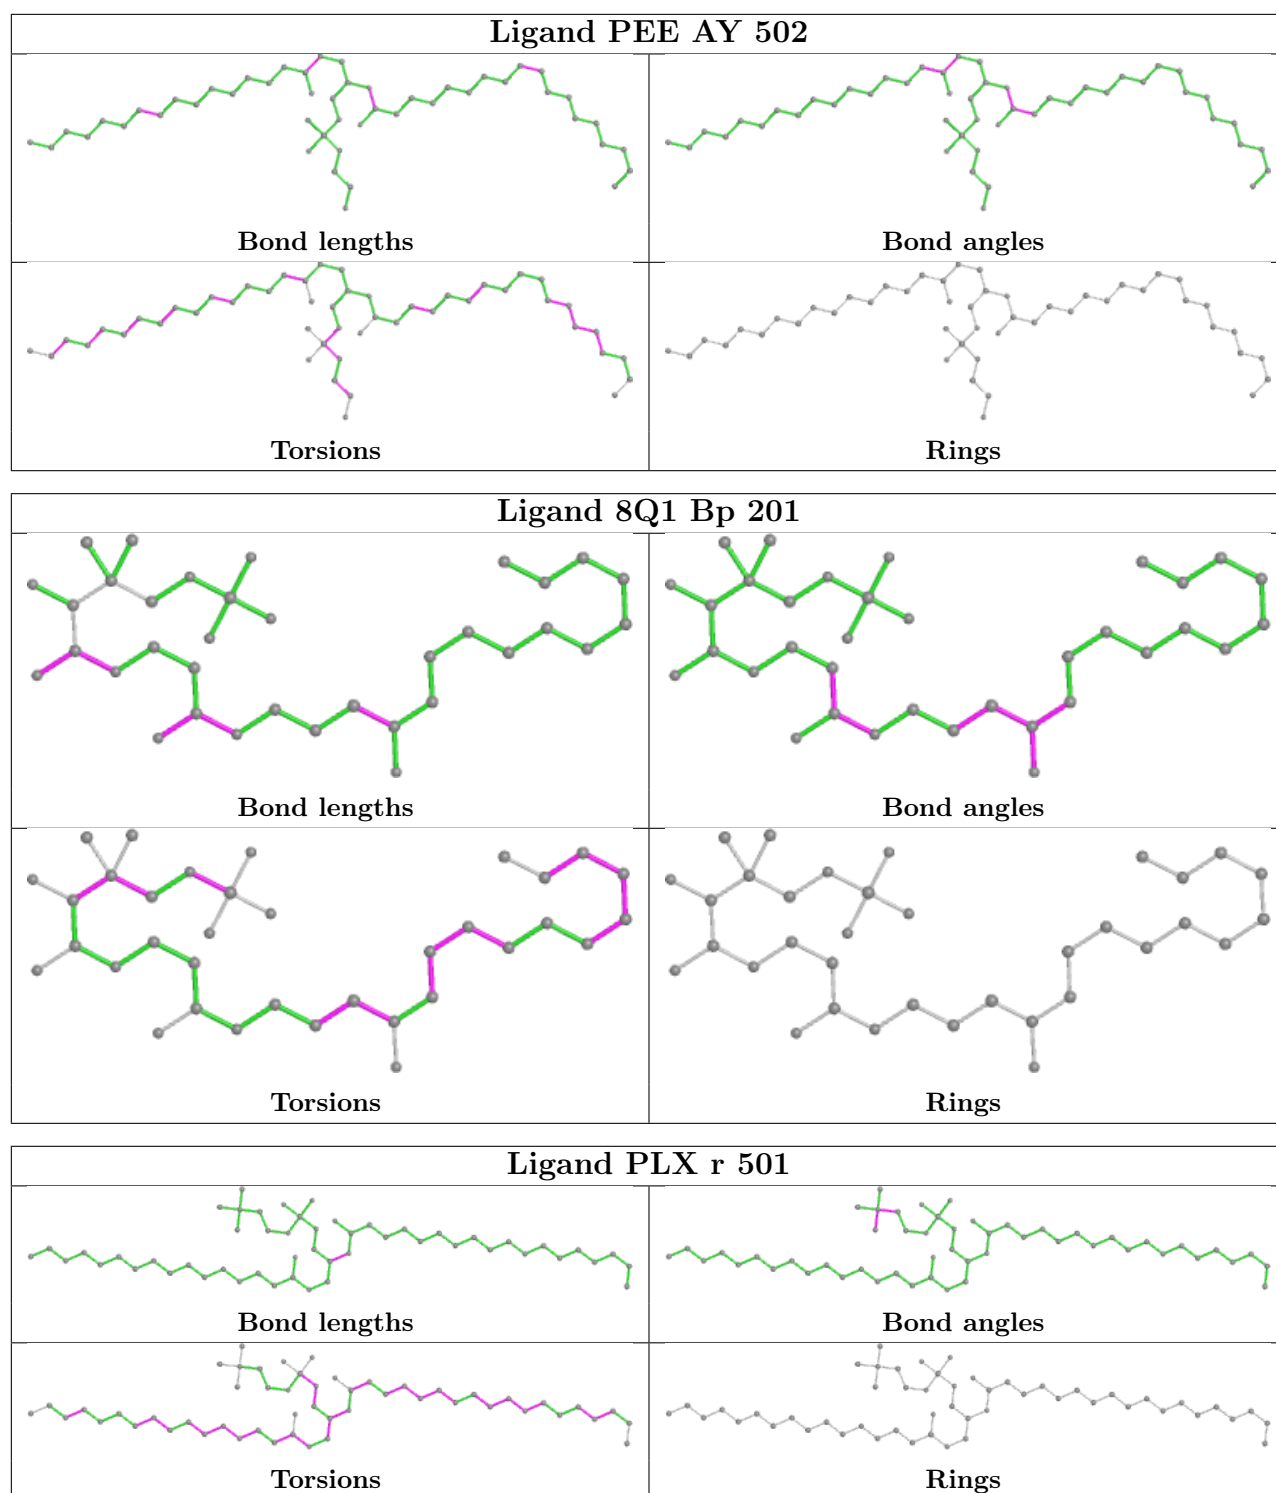 Ligand PEE AY 502
Bond lengths
Bond angles
Torsions
Rings
Ligand 8Q1 Bp 201
Bond lengths
Bond angles
Torsions
Rings
Ligand PLX r 501
Bond lengths
Bond angles
Torsions
Rings